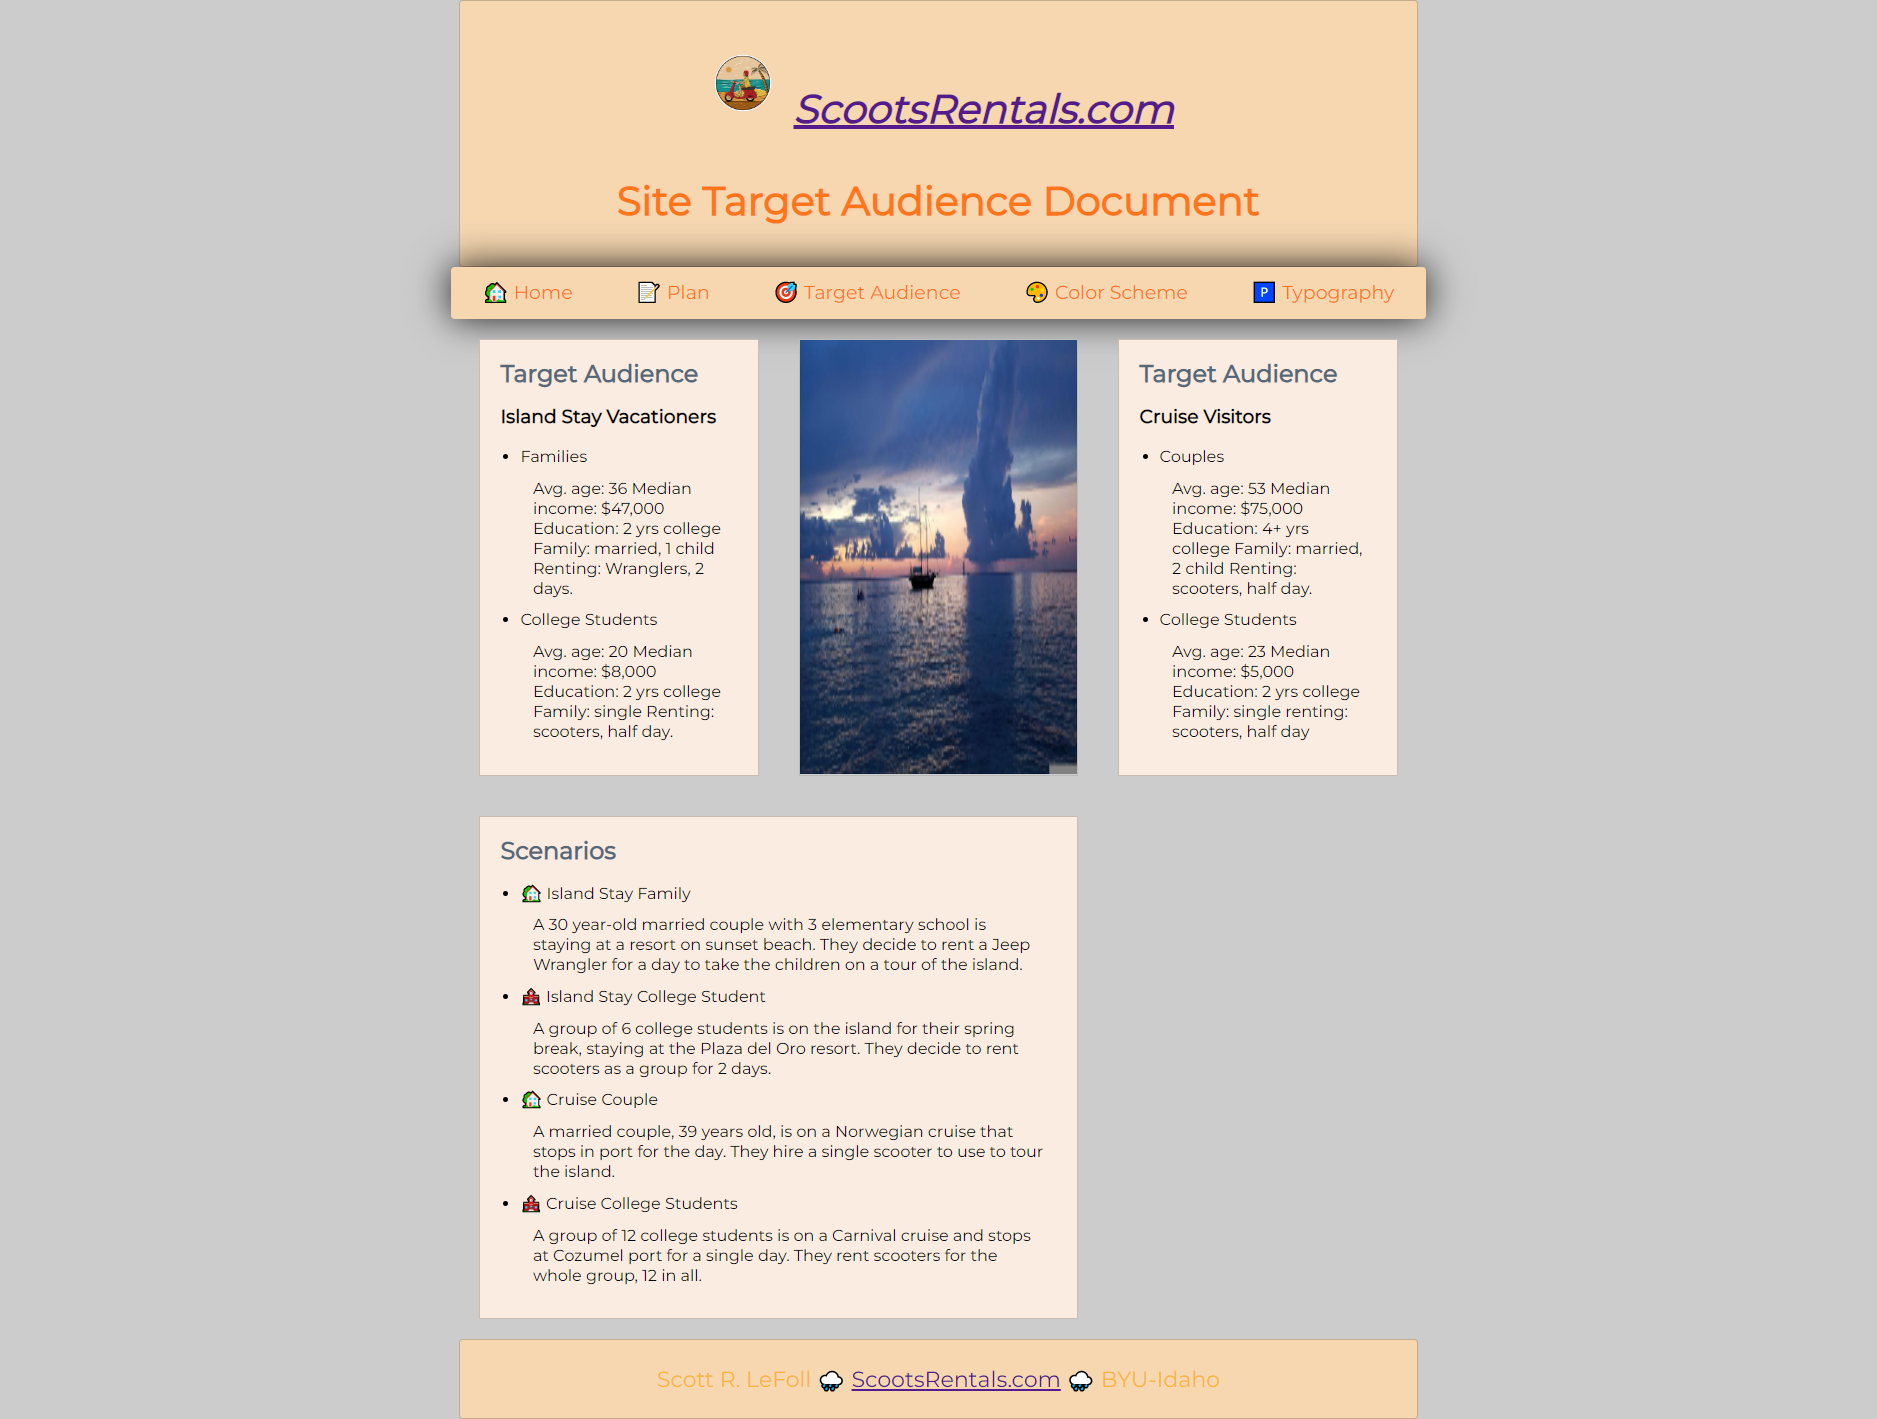 ScootsRentals.com
Site Target Audience Document
🏡 Home 📝 Plan 🎯 Target Audience 🎨 Color Scheme 🅿 Typography
Target Audience
Island Stay Vacationers
• Families
Avg. age: 36 Median
income: $47,000
Education: 2 yrs college
Family: married, 1 child
Renting: Wranglers, 2
days.
• College Students
Avg. age: 20 Median
income: $8,000
Education: 2 yrs college
Family: single Renting:
scooters, half day.
Target Audience
Cruise Visitors
• Couples
Avg. age: 53 Median
income: $75,000
Education: 4+ yrs
college Family: married,
2 child Renting:
scooters, half day.
• College Students
Avg. age: 23 Median
income: $5,000
Education: 2 yrs college
Family: single renting:
scooters, half day
Scenarios
• 🏡 Island Stay Family
A 30 year-old married couple with 3 elementary school is
staying at a resort on sunset beach. They decide to rent a Jeep
Wrangler for a day to take the children on a tour of the island.
• 🏫 Island Stay College Student
A group of 6 college students is on the island for their spring
break, staying at the Plaza del Oro resort. They decide to rent
scooters as a group for 2 days.
• 🏡 Cruise Couple
A married couple, 39 years old, is on a Norwegian cruise that
stops in port for the day. They hire a single scooter to use to tour
the island.
• 🏫 Cruise College Students
A group of 12 college students is on a Carnival cruise and stops
at Cozumel port for a single day. They rent scooters for the
whole group, 12 in all.
Scott R. LeFoll 🌨 ScootsRentals.com 🌨 BYU-Idaho